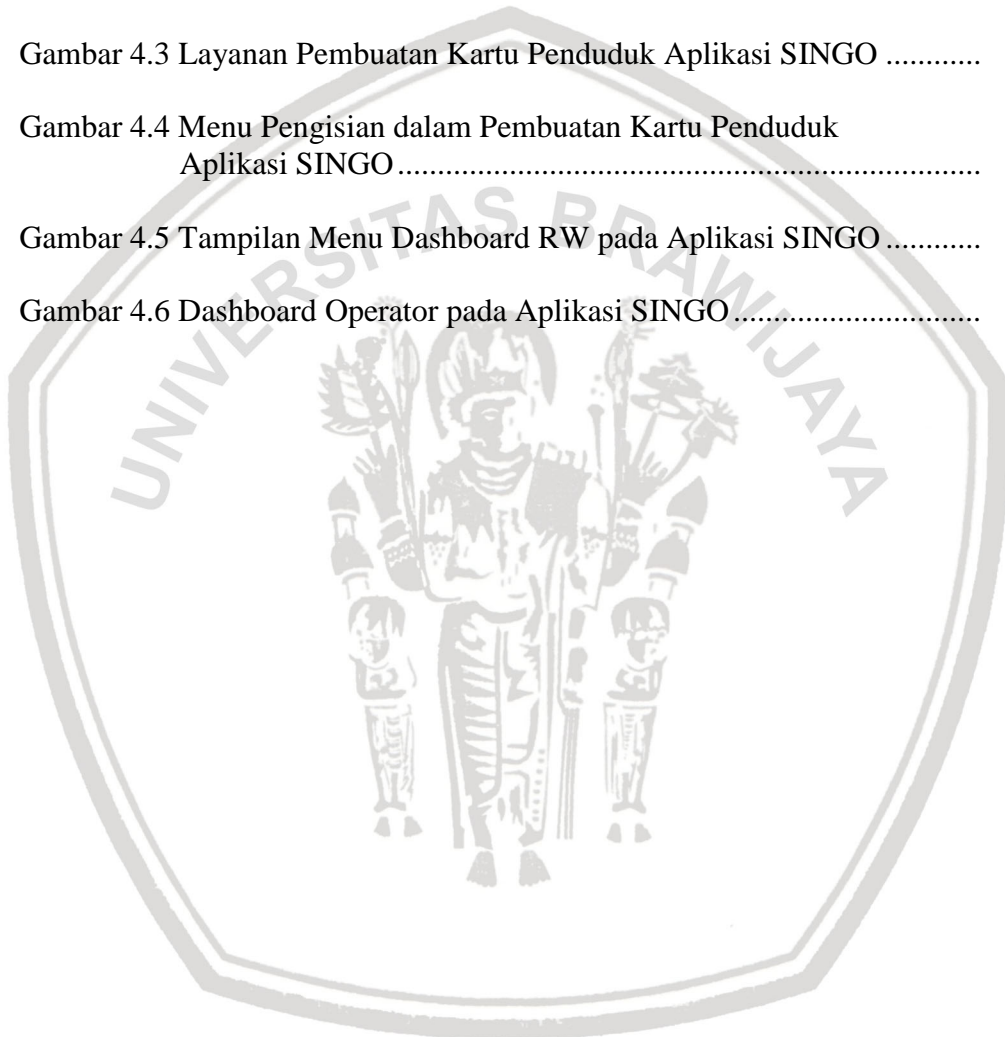 Gambar 4.3 Layanan Pembuatan Kartu Penduduk Aplikasi SINGO ............
Gambar 4.4 Menu Pengisian dalam Pembuatan Kartu Penduduk
Aplikasi SINGO.........................................................................
UNIVERSITAS BRAWIJAYA
Gambar 4.5 Tampilan Menu Dashboard RW pada Aplikasi SINGO............
Gambar 4.6 Dashboard Operator pada Aplikasi SINGO...............................